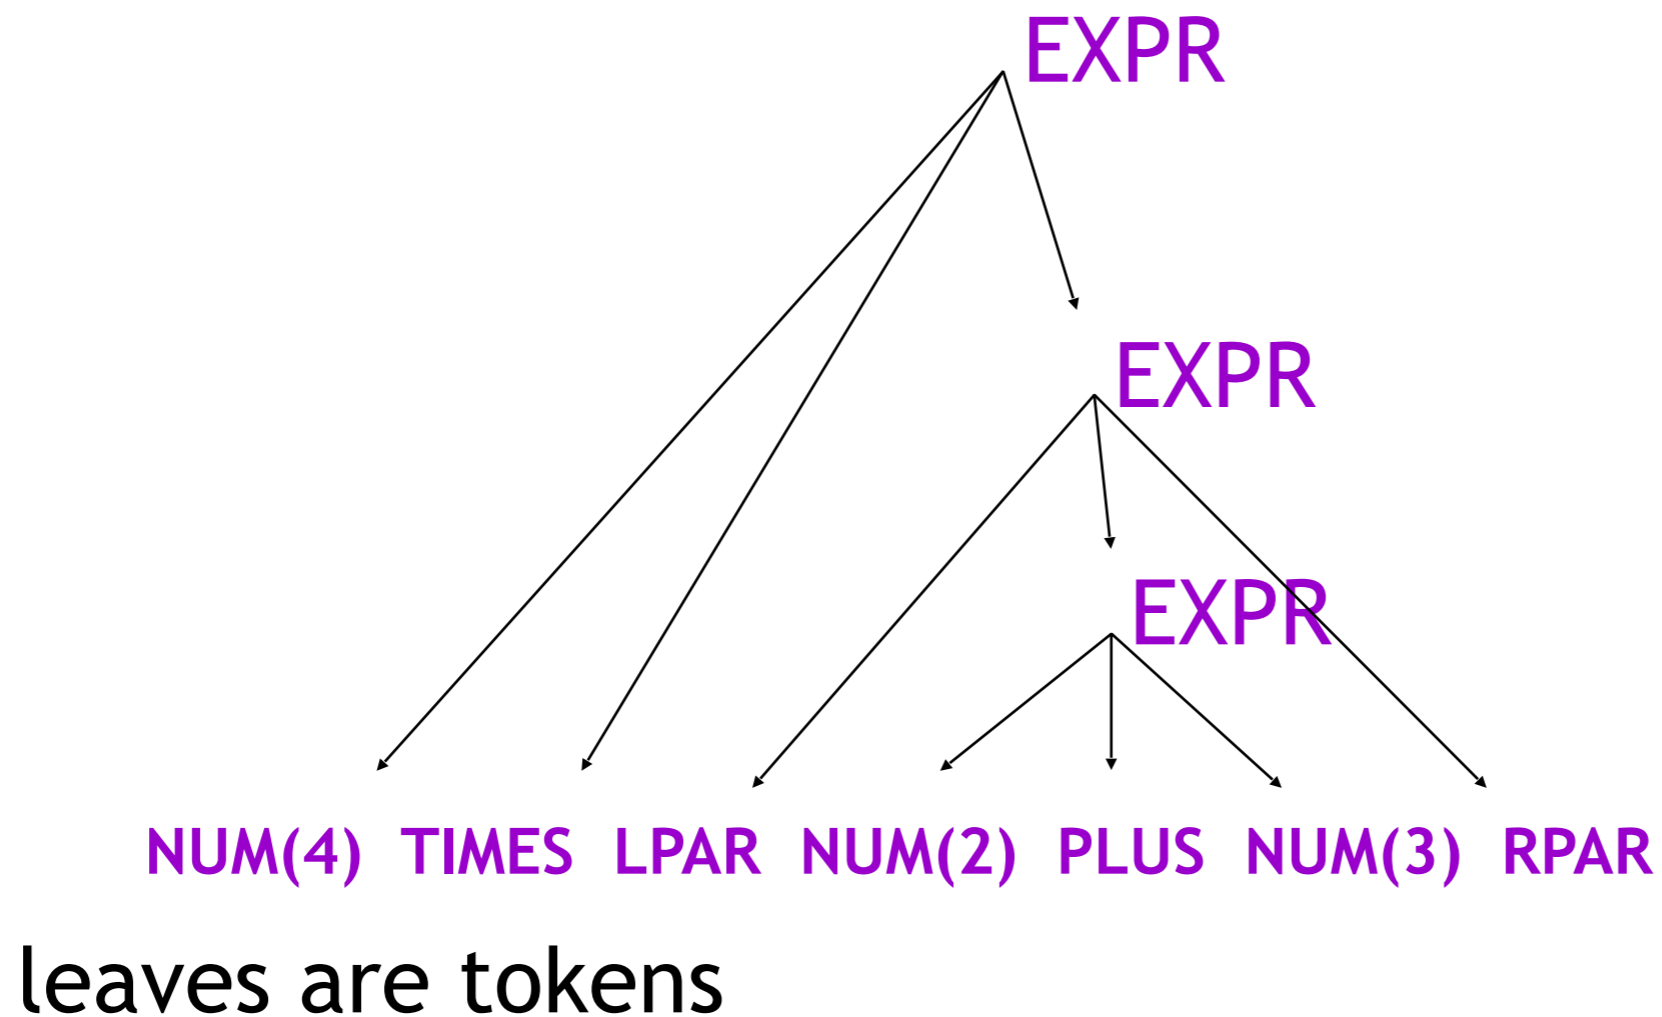 EXPR
EXPR
EXPR
NUM(4) TIMES LPAR NUM(2) PLUS NUM(3) RPAR
leaves are tokens